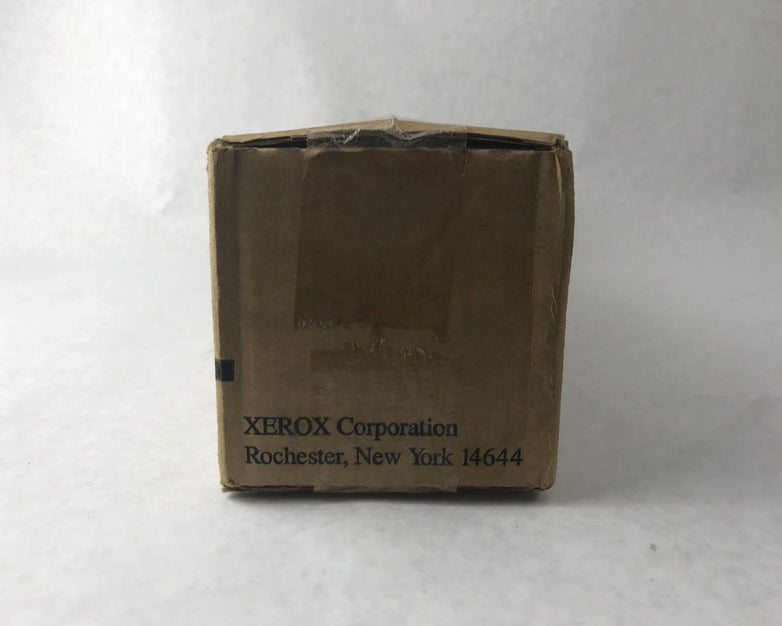 XEROX Corporation
Rochester, New York 14644